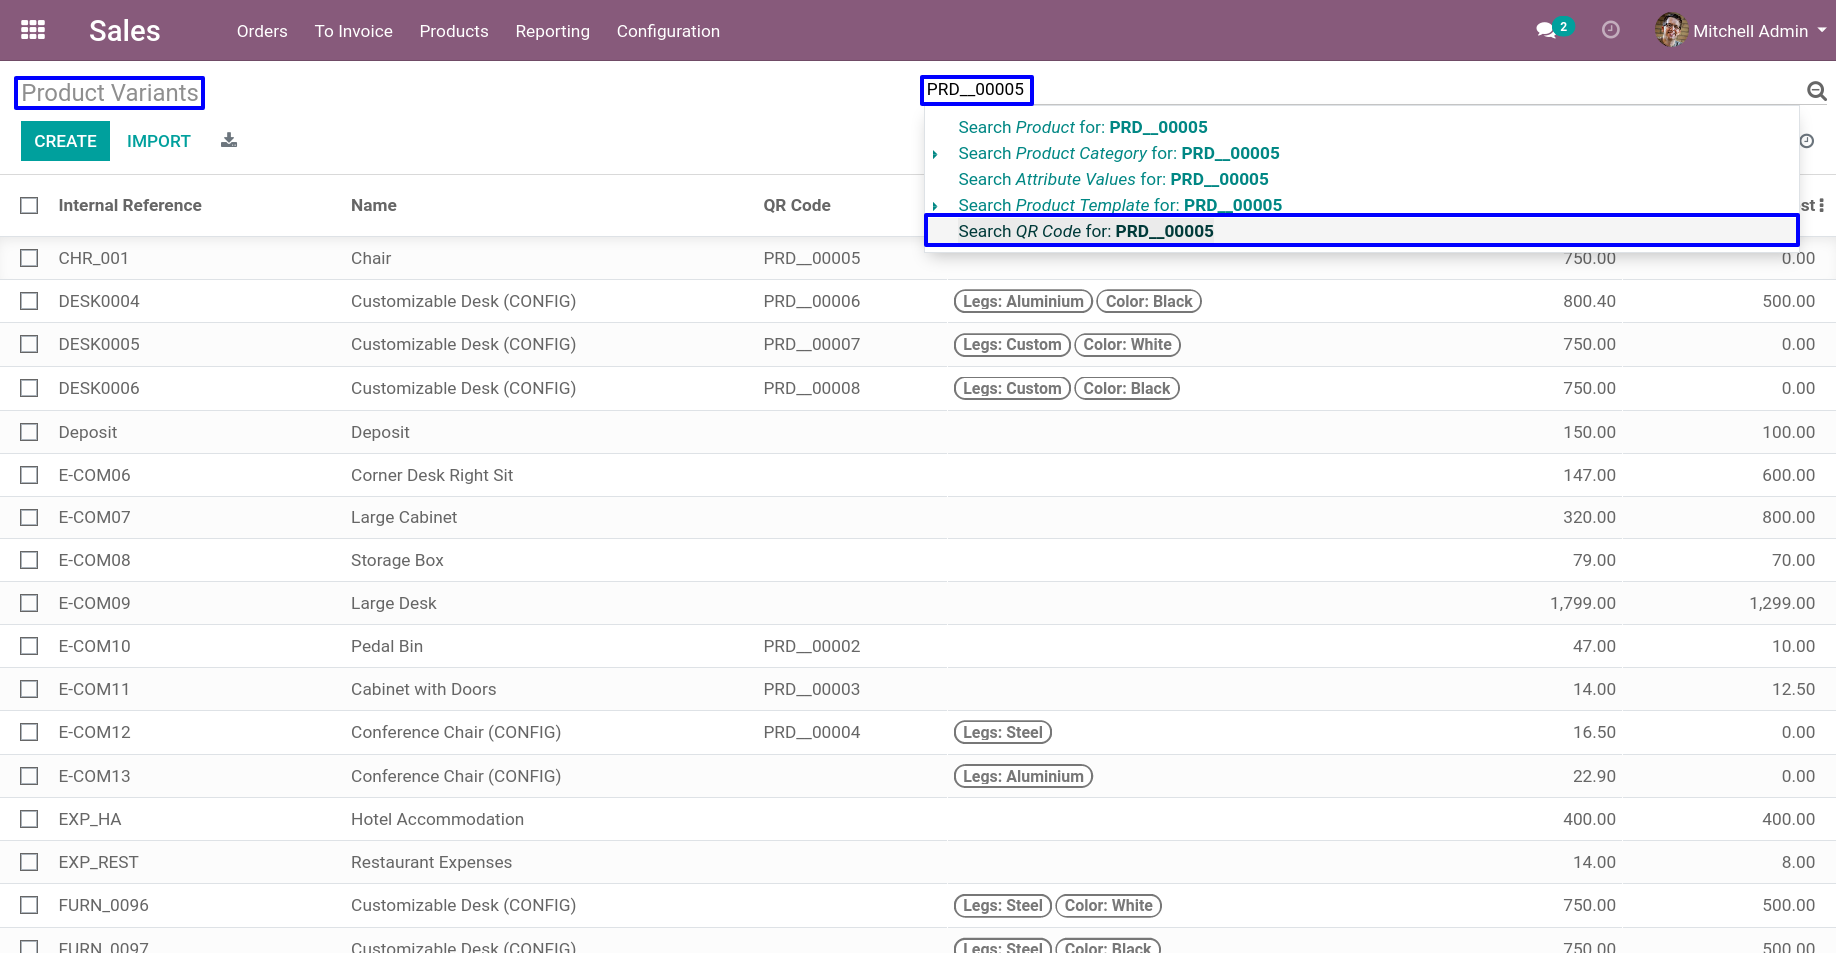 Sales Orders To Invoice Products Reporting Configuration 2 Mitchell Admin
Product Variants PRD__00005
CREATE IMPORT
Search Product for: PRD__00005
Search Product Category for: PRD__00005
Search Attribute Values for: PRD__00005
Search Product Template for: PRD__00005
Search QR Code for: PRD__00005
Internal Reference Name QR Code st
CHR_001 Chair PRD__00005 750.00 0.00
DESK0004 Customizable Desk (CONFIG) PRD__00006 Legs: Aluminium Color: Black 800.40 500.00
DESK0005 Customizable Desk (CONFIG) PRD__00007 Legs: Custom Color: White 750.00 0.00
DESK0006 Customizable Desk (CONFIG) PRD__00008 Legs: Custom Color: Black 750.00 0.00
Deposit Deposit 150.00 100.00
E-COM06 Corner Desk Right Sit 147.00 600.00
E-COM07 Large Cabinet 320.00 800.00
E-COM08 Storage Box 79.00 70.00
E-COM09 Large Desk 1,799.00 1,299.00
E-COM10 Pedal Bin PRD__00002 47.00 10.00
E-COM11 Cabinet with Doors PRD__00003 14.00 12.50
E-COM12 Conference Chair (CONFIG) PRD__00004 Legs: Steel 16.50 0.00
E-COM13 Conference Chair (CONFIG) Legs: Aluminium 22.90 0.00
EXP_HA Hotel Accommodation 400.00 400.00
EXP_REST Restaurant Expenses 14.00 8.00
FURN_0096 Customizable Desk (CONFIG) Legs: Steel Color: White 750.00 500.00
FURN_0097 Customizable Desk (CONFIG) Legs: Steel Color: Black 750.00 500.00